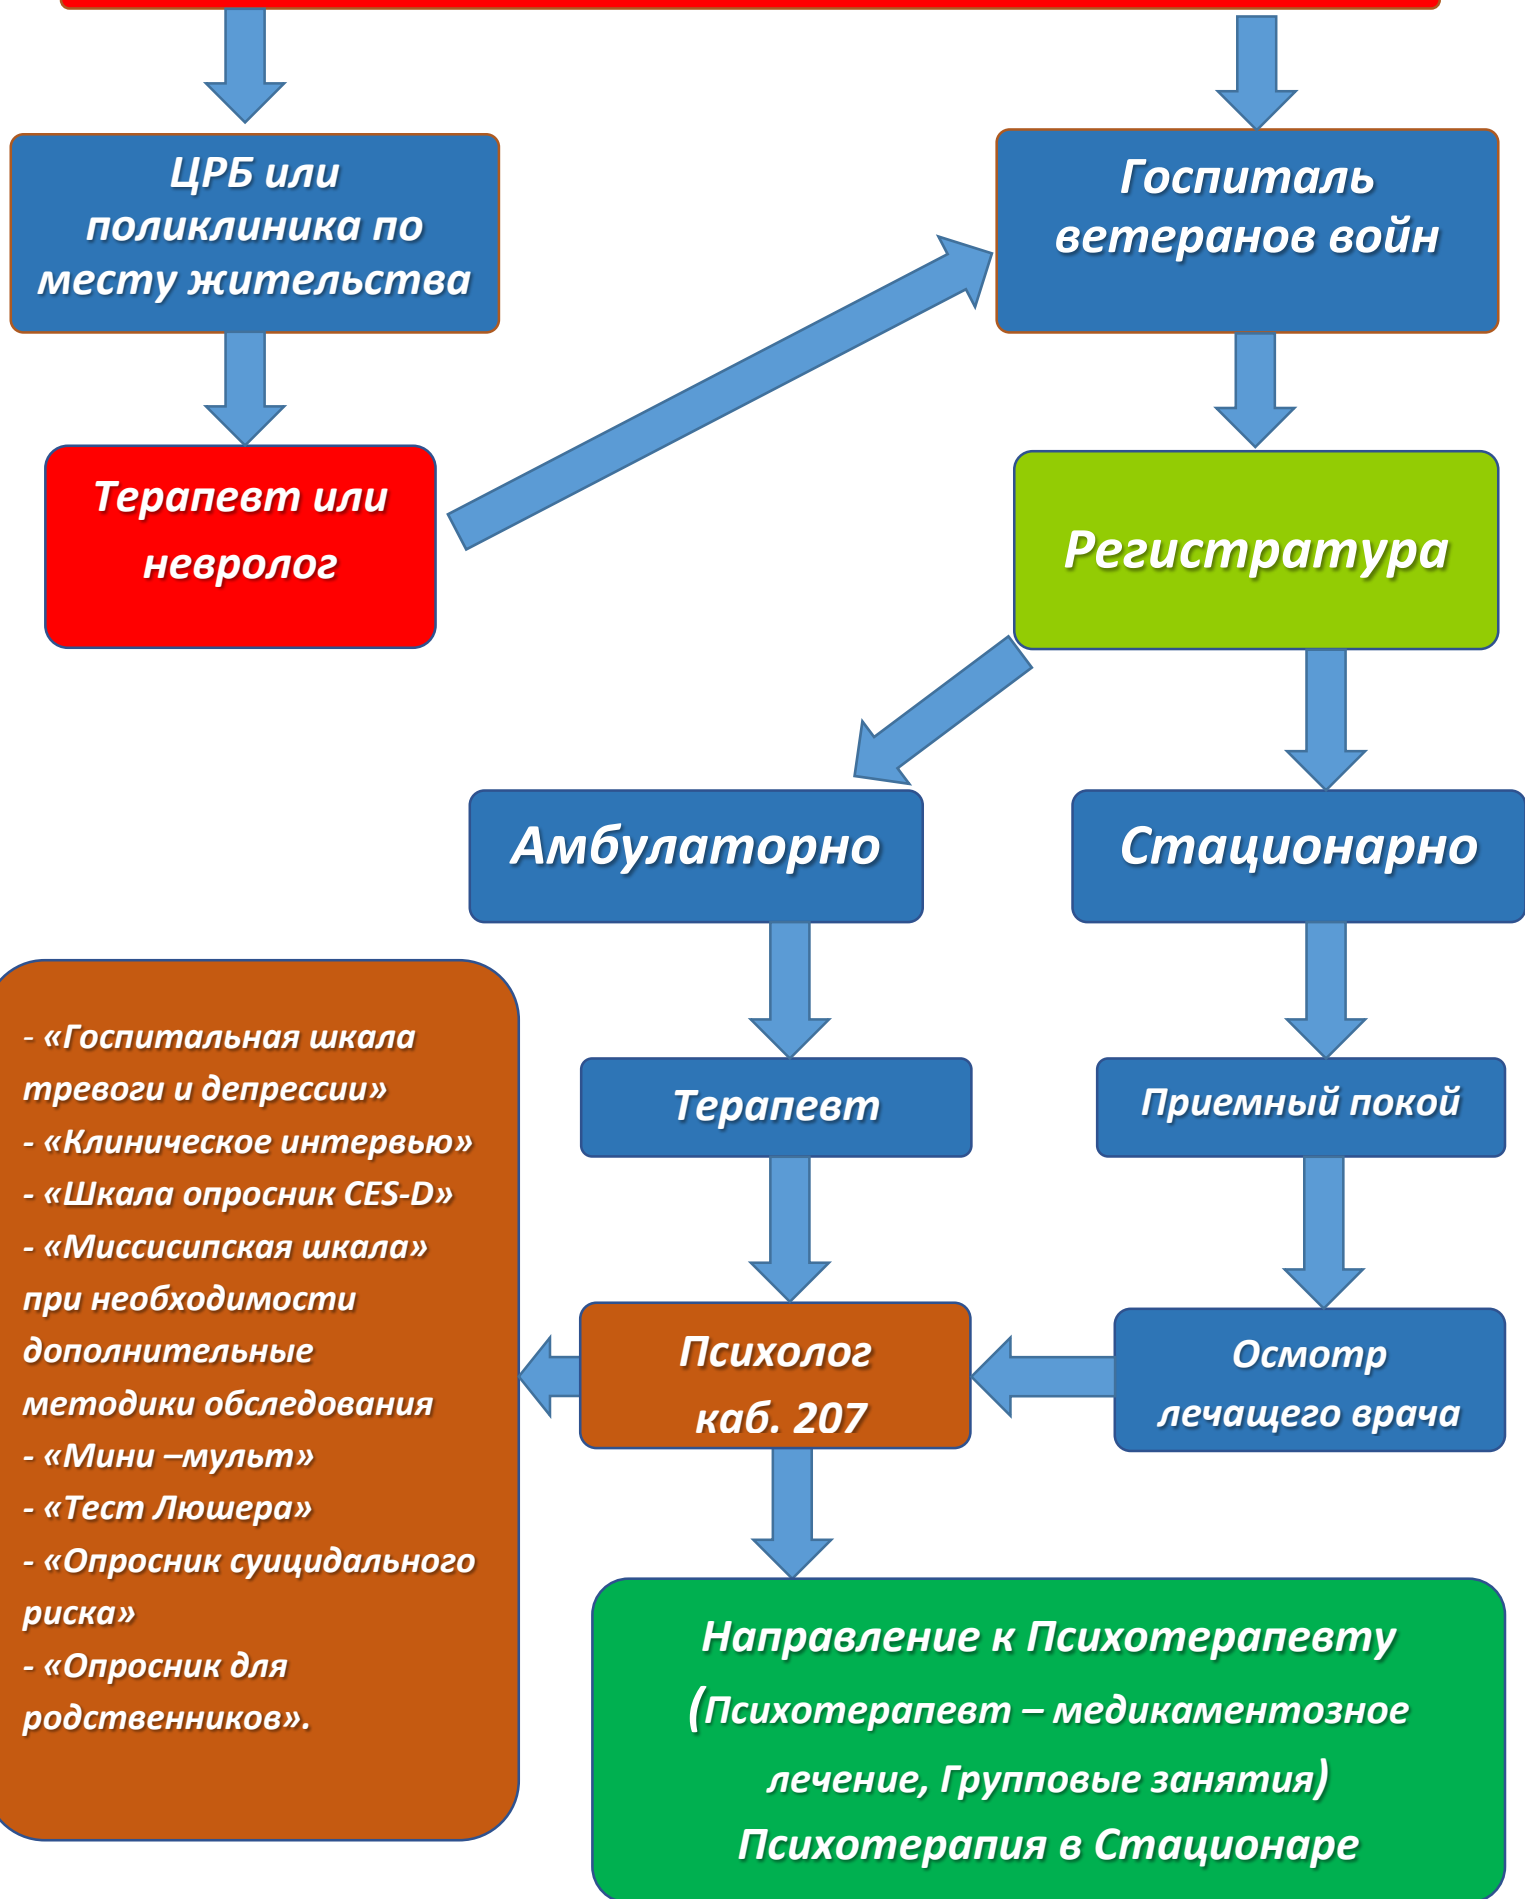 ЦРБ или
поликлиника по
месту жительства
Госпиталь
ветеранов войн
Терапевт или
невролог
Регистратура
Амбулаторно
Стационарно
- «Госпитальная шкала
тревоги и депрессии»
- «Клиническое интервью»
- «Шкала опросник CES-D»
- «Миссисипская шкала»
при необходимости
дополнительные
методики обследования
- «Мини –мульт»
- «Тест Люшера»
- «Опросник суицидального
риска»
- «Опросник для
родственников».
Терапевт
Приемный покой
Психолог
каб. 207
Осмотр
лечащего врача
Направление к Психотерапевту
(Психотерапевт – медикаментозное
лечение, Групповые занятия)
Психотерапия в Стационаре